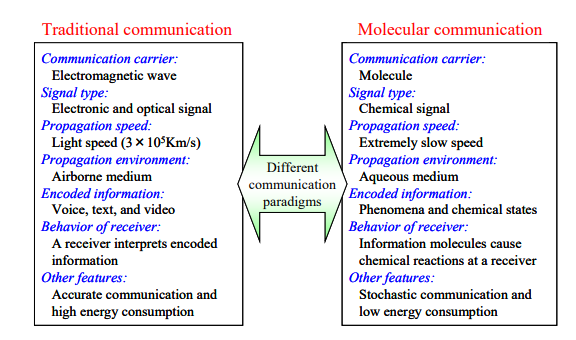 Traditional communication
Communication carrier:
Electromagnetic wave
Signal type:
Electronic and optical signal
Propagation speed:
Light speed (3 × 10⁵Km/s)
Propagation environment:
Airborne medium
Encoded information:
Voice, text, and video
Behavior of receiver:
A receiver interprets encoded
information
Other features:
Accurate communication and
high energy consumption
Different
communication
paradigms
Molecular communication
Communication carrier:
Molecule
Signal type:
Chemical signal
Propagation speed:
Extremely slow speed
Propagation environment:
Aqueous medium
Encoded information:
Phenomena and chemical states
Behavior of receiver:
Information molecules cause
chemical reactions at a receiver
Other features:
Stochastic communication and
low energy consumption